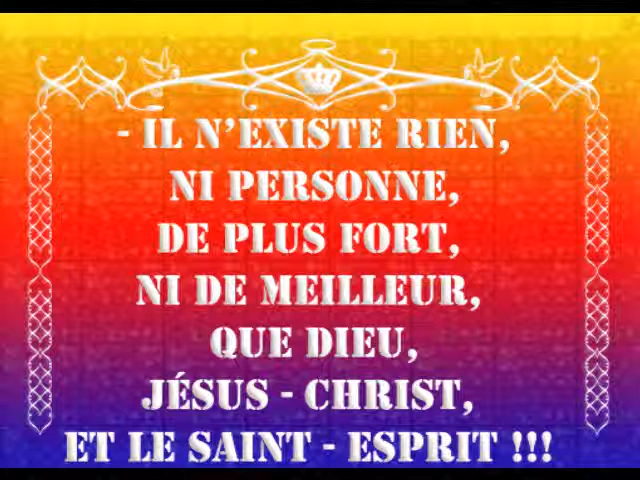 - IL N'EXISTE RIEN,
NI PERSONNE,
DE PLUS FORT,
NI DE MEILLEUR,
QUE DIEU,
JÉSUS - CHRIST,
ET LE SAINT - ESPRIT !!!